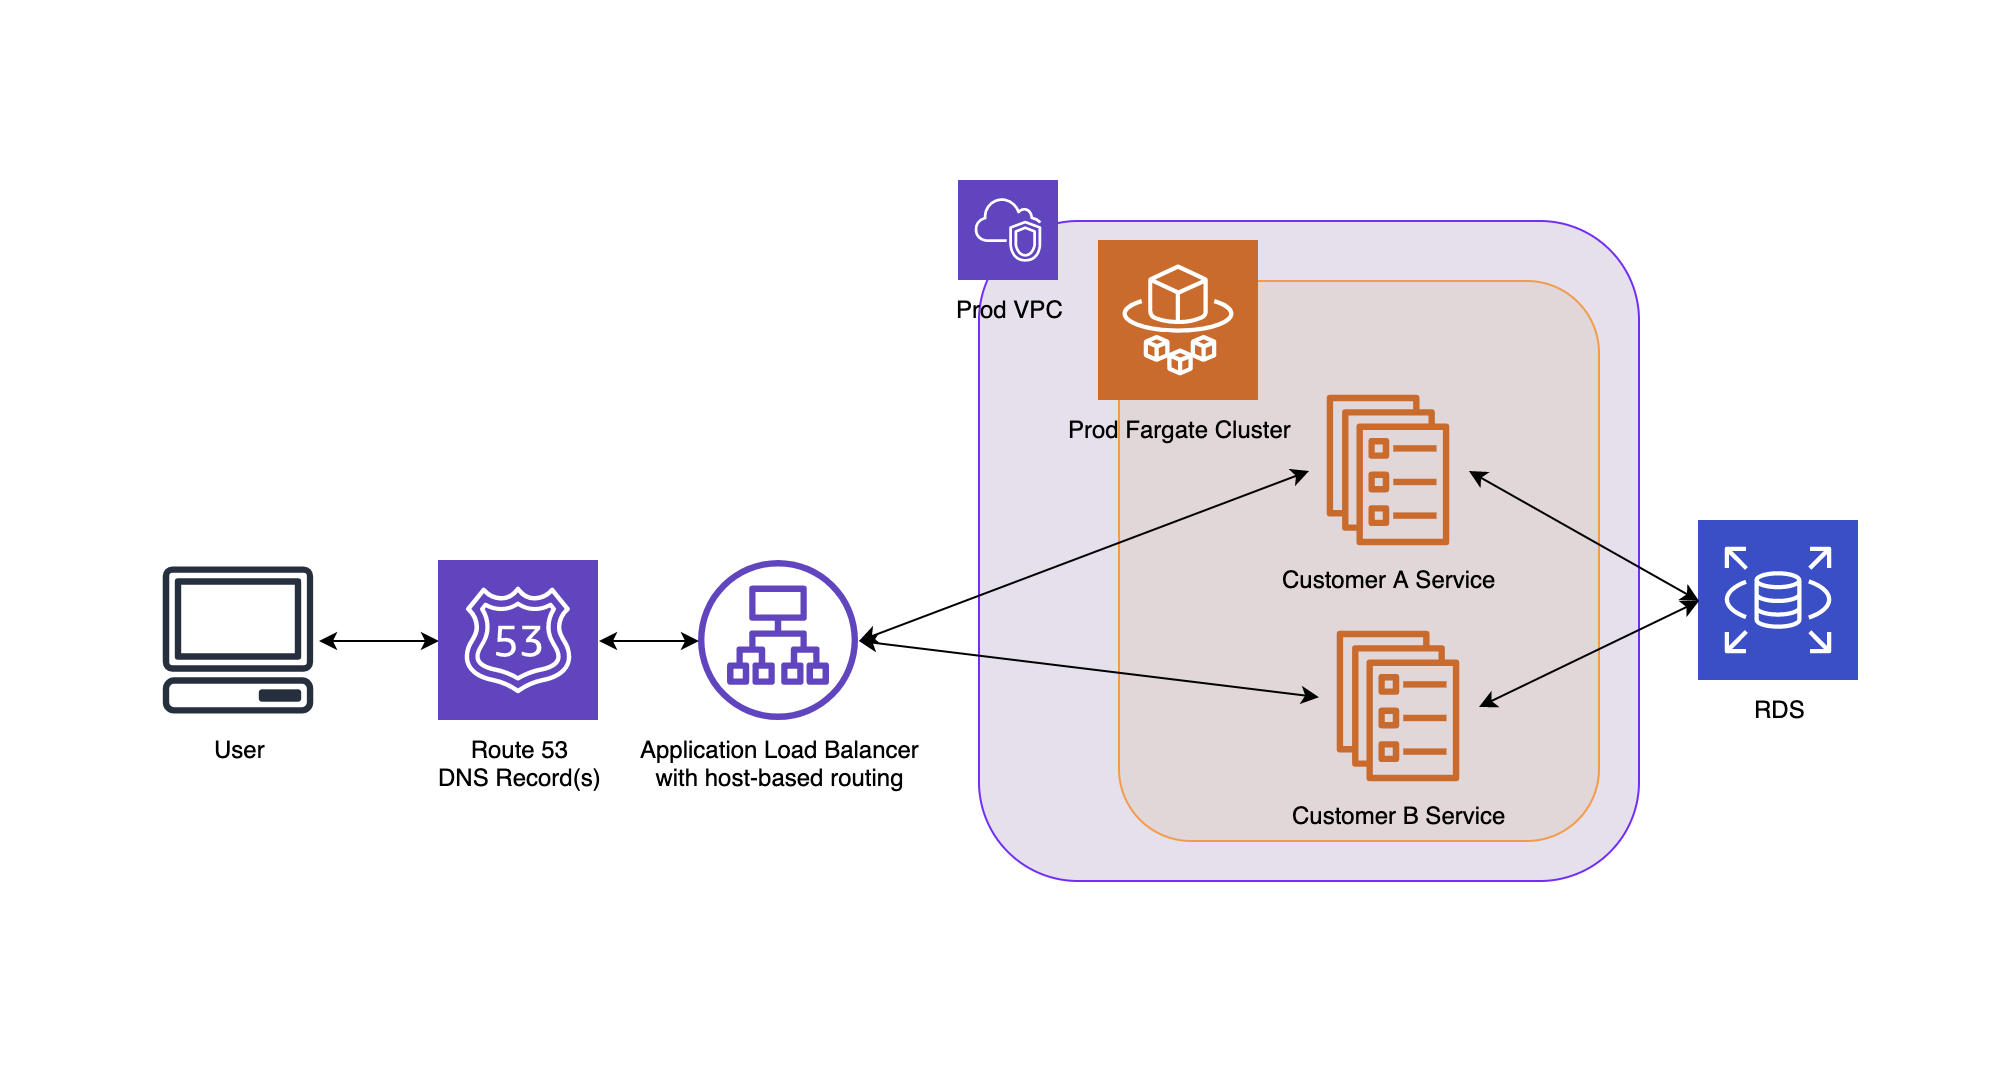 Prod VPC
Prod Fargate Cluster
Customer A Service
53
User
Route 53
DNS Record(s)
Application Load Balancer
with host-based routing
Customer B Service
RDS